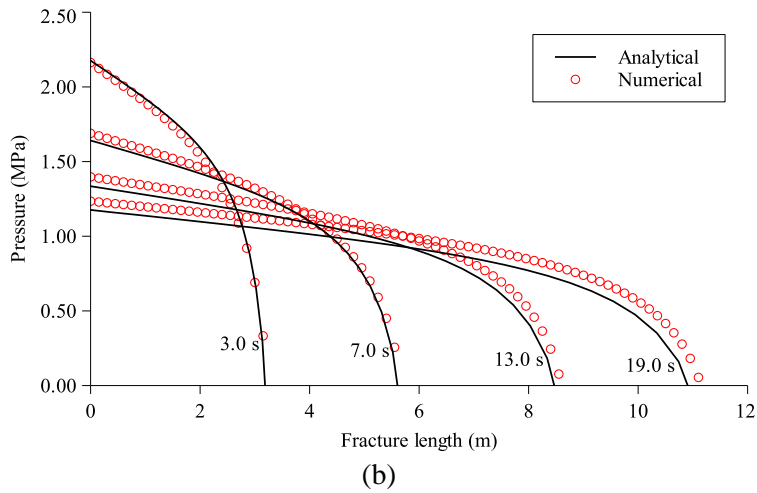 2.50
2.00
1.50
1.00
0.50
0.00
Pressure (MPa)
Analytical
Numerical
3.0 s
7.0 s
13.0 s
19.0 s
0 2 4 6 8 10 12
Fracture length (m)
(b)